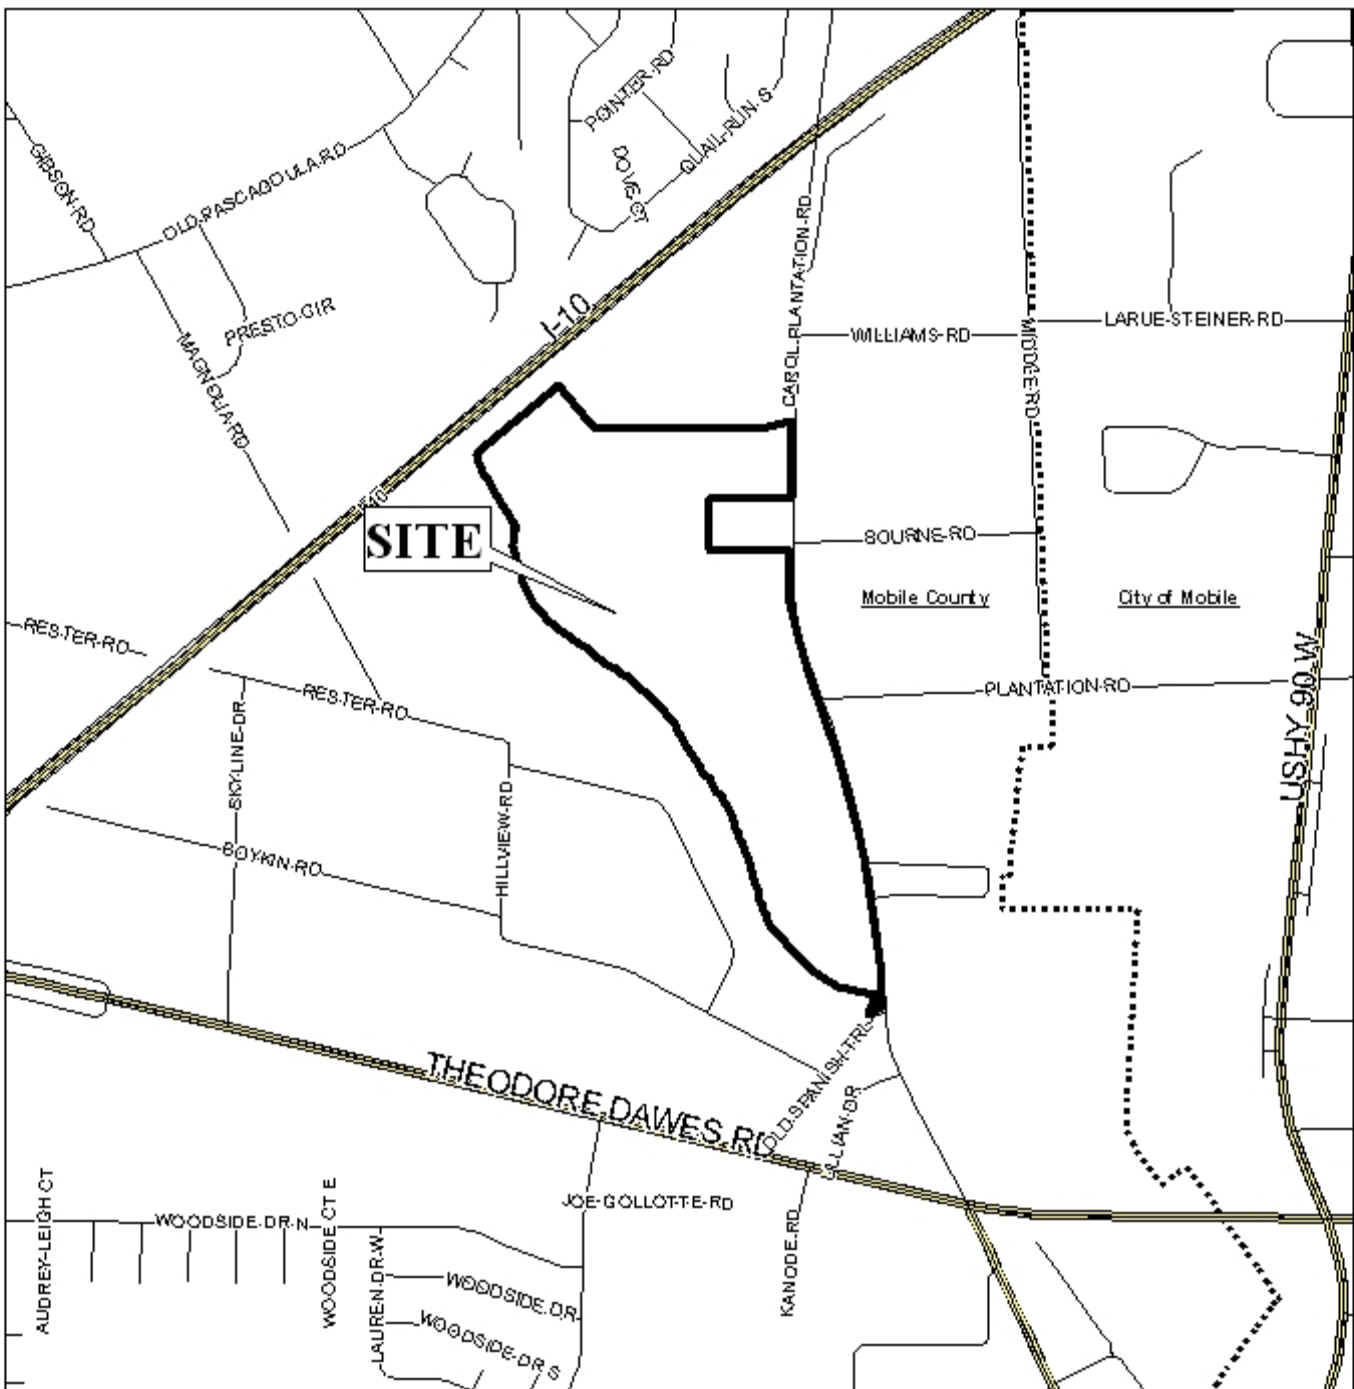 POINTER-RD
QUAIL-RUN-S
DOVE-CT
GIBSON-RD
OLD-PASCAGOULA-RD
CAROL-PLANTATION-RD
PRESTO-CIR
I-10
WILLIAMS-RD
LARUE-STEINER-RD
MIDDLE-RD
MAGNOLIA-RD
I-10
SITE
BOURNE-RD
Mobile County
City of Mobile
RESTER-RD
RESTER-RD
PLANTATION-RD
USHY 90 W
SKYLINE-DR
HILLVIEW-RD
BOYKIN-RD
THEODORE DAWES RD
OLD-SPANISH-TRL
LILLIAN-DR
AUDREY-LEIGH CT
WOODSIDE-DR-N
WOODSIDE CT E
JOE-GOLLOTTE-RD
LAUREN-DR-W
WOODSIDE DR
WOODSIDE-DR S
KANODE-RD